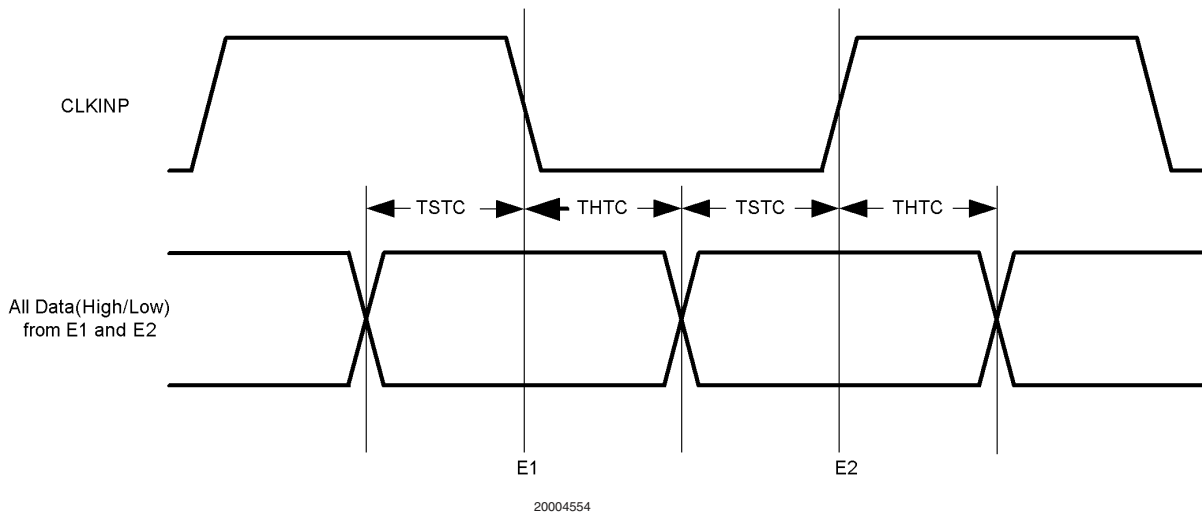 CLKINP
TSTC THTC TSTC THTC
All Data(High/Low)
from E1 and E2
E1 E2
20004554